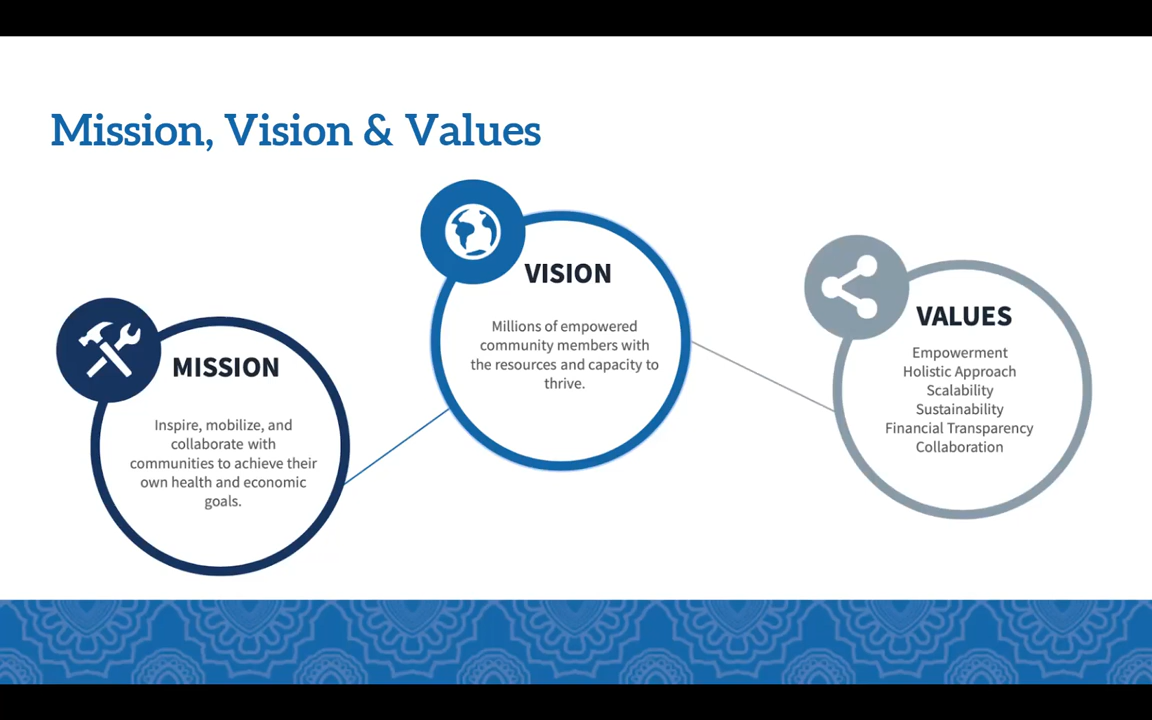 Mission, Vision & Values
MISSION
Inspire, mobilize, and
collaborate with
communities to achieve their
own health and economic
goals.
VISION
Millions of empowered
community members with
the resources and capacity to
thrive.
VALUES
Empowerment
Holistic Approach
Scalability
Sustainability
Financial Transparency
Collaboration